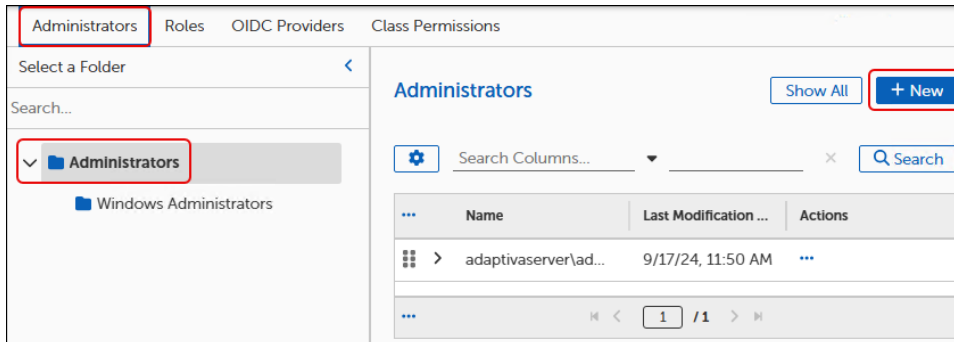 Administrators Roles OIDC Providers Class Permissions
Select a Folder
Search...
Administrators
Windows Administrators
Administrators
Show All + New
Search Columns... Search
... Name Last Modification ... Actions
adaptivaserver\ad... 9/17/24, 11:50 AM ...
... 1 /1